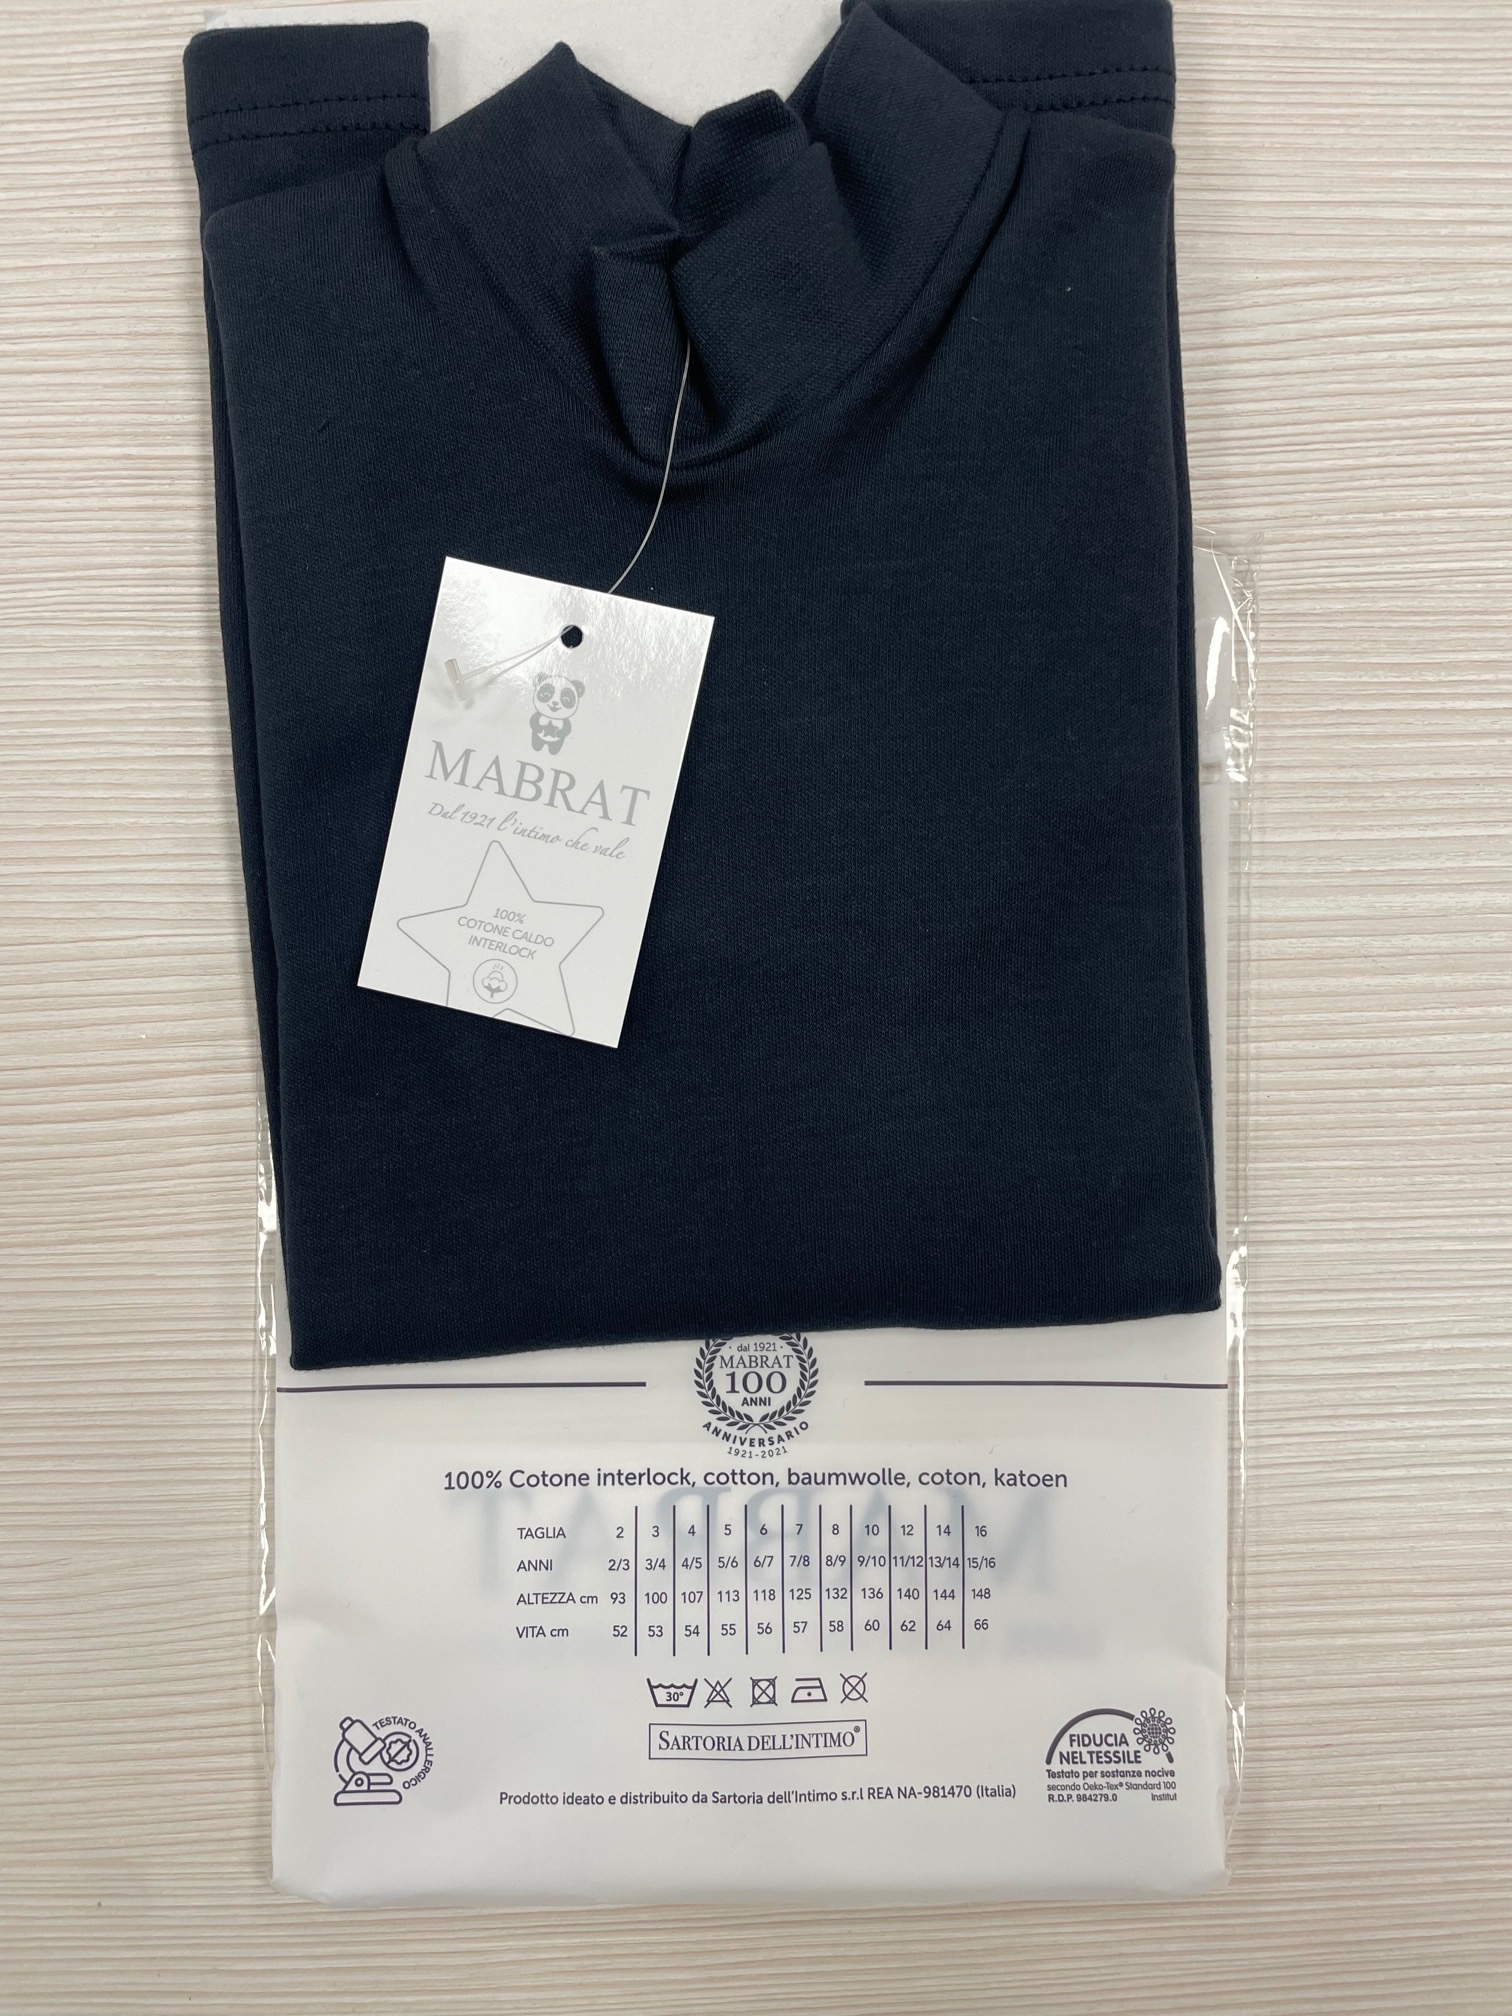 MABRAT
Dal 1921 l'intimo che vale
100%
COTONE CALDO
INTERLOCK
· dal 1921 ·
MABRAT
100
ANNI
ANNIVERSARIO
1921-2021
100% Cotone interlock, cotton, baumwolle, coton, katoen
TAGLIA 2 3 4 5 6 7 8 10 12 14 16
ANNI 2/3 3/4 4/5 5/6 6/7 7/8 8/9 9/10 11/12 13/14 15/16
ALTEZZA cm 93 100 107 113 118 125 132 136 140 144 148
VITA cm 52 53 54 55 56 57 58 60 62 64 66
30°
SARTORIA DELL'INTIMO®
TESTATO ANALLERGICO
Prodotto ideato e distribuito da Sartoria dell'Intimo s.r.l REA NA-981470 (Italia)
FIDUCIA
NEL TESSILE
Testato per sostanze nocive
secondo Oeko-Tex® Standard 100
R.D.P. 984279.0 Institut